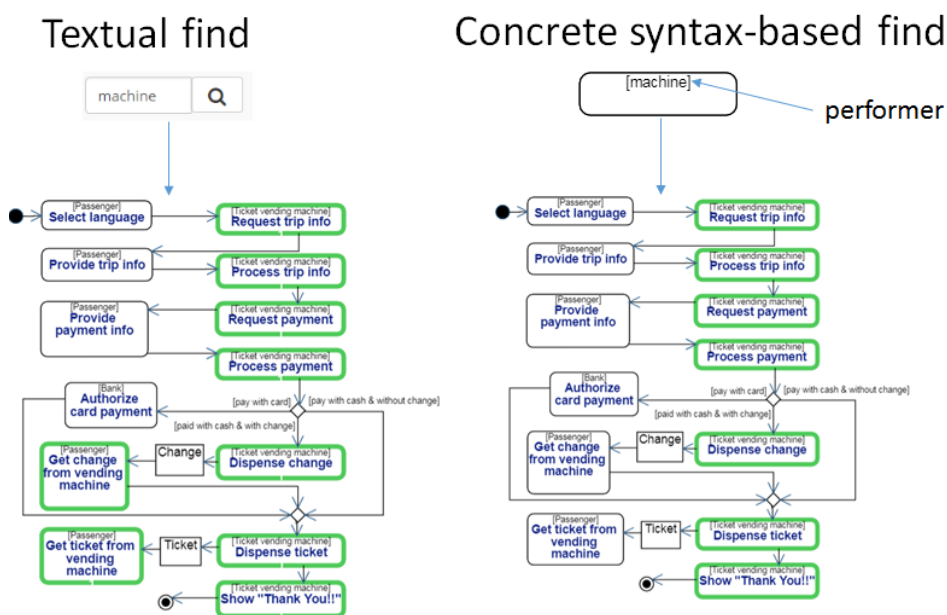 Textual find
machine
[Passenger]
Select language
[Ticket vending machine]
Request trip info
[Passenger]
Provide trip info
[Ticket vending machine]
Process trip info
[Passenger]
Provide
payment info
[Ticket vending machine]
Request payment
[Ticket vending machine]
Process payment
[Bank]
Authorize
card payment
[pay with card]
[pay with cash & without change]
[paid with cash & with change]
[Passenger]
Get change
from vending
machine
Change
[Ticket vending machine]
Dispense change
[Passenger]
Get ticket from
vending
machine
Ticket
[Ticket vending machine]
Dispense ticket
[Ticket vending machine]
Show "Thank You!!"
Concrete syntax-based find
[machine]
performer
[Passenger]
Select language
[Ticket vending machine]
Request trip info
[Passenger]
Provide trip info
[Ticket vending machine]
Process trip info
[Passenger]
Provide
payment info
[Ticket vending machine]
Request payment
[Ticket vending machine]
Process payment
[Bank]
Authorize
card payment
[pay with card]
[pay with cash & without change]
[paid with cash & with change]
[Passenger]
Get change
from vending
machine
Change
[Ticket vending machine]
Dispense change
[Passenger]
Get ticket from
vending
machine
Ticket
[Ticket vending machine]
Dispense ticket
[Ticket vending machine]
Show "Thank You!!"